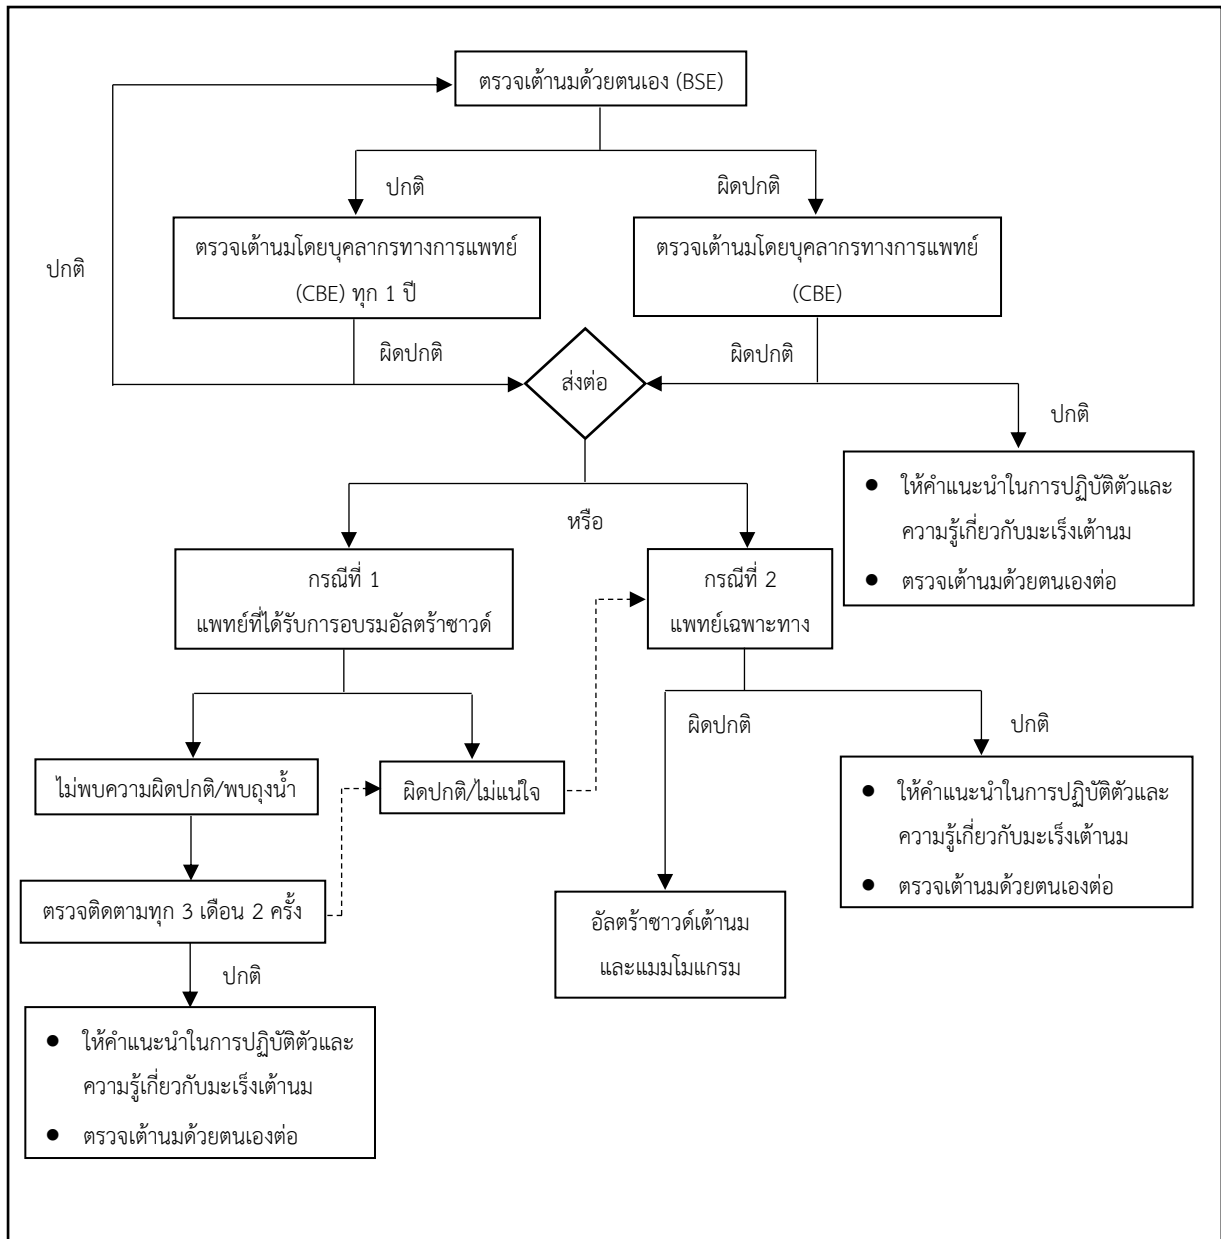 ตรวจเต้านมด้วยตนเอง (BSE)
ปกติ
ผิดปกติ
ตรวจเต้านมโดยบุคลากรทางการแพทย์
(CBE) ทุก 1 ปี
ตรวจเต้านมโดยบุคลากรทางการแพทย์
(CBE)
ปกติ
ผิดปกติ
ผิดปกติ
ส่งต่อ
ปกติ
● ให้คำแนะนำในการปฏิบัติตัวและ
ความรู้เกี่ยวกับมะเร็งเต้านม
● ตรวจเต้านมด้วยตนเองต่อ
หรือ
กรณีที่ 1
แพทย์ที่ได้รับการอบรมอัลตร้าซาวด์
กรณีที่ 2
แพทย์เฉพาะทาง
ผิดปกติ
ปกติ
ไม่พบความผิดปกติ/พบถุงน้ำ
ผิดปกติ/ไม่แน่ใจ
● ให้คำแนะนำในการปฏิบัติตัวและ
ความรู้เกี่ยวกับมะเร็งเต้านม
● ตรวจเต้านมด้วยตนเองต่อ
ตรวจติดตามทุก 3 เดือน 2 ครั้ง
อัลตร้าซาวด์เต้านม
และแมมโมแกรม
ปกติ
● ให้คำแนะนำในการปฏิบัติตัวและ
ความรู้เกี่ยวกับมะเร็งเต้านม
● ตรวจเต้านมด้วยตนเองต่อ